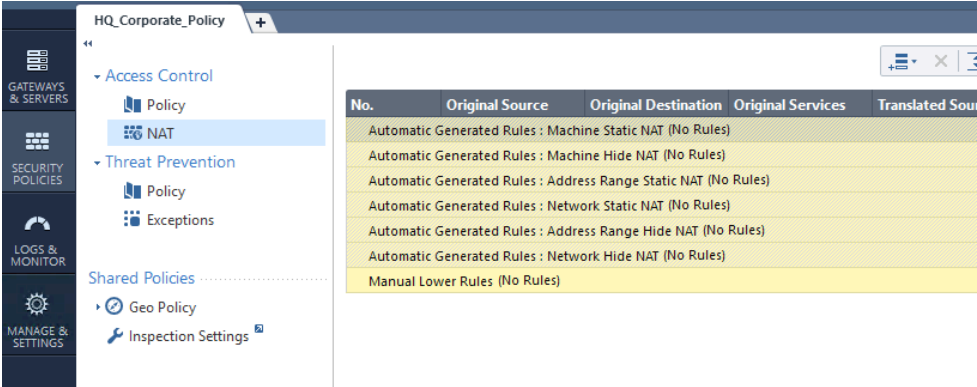 HQ_Corporate_Policy
+
GATEWAYS
& SERVERS
SECURITY
POLICIES
LOGS &
MONITOR
MANAGE &
SETTINGS
Access Control
Policy
NAT
Threat Prevention
Policy
Exceptions
Shared Policies
Geo Policy
Inspection Settings
No. Original Source Original Destination Original Services Translated Sour
Automatic Generated Rules : Machine Static NAT (No Rules)
Automatic Generated Rules : Machine Hide NAT (No Rules)
Automatic Generated Rules : Address Range Static NAT (No Rules)
Automatic Generated Rules : Network Static NAT (No Rules)
Automatic Generated Rules : Address Range Hide NAT (No Rules)
Automatic Generated Rules : Network Hide NAT (No Rules)
Manual Lower Rules (No Rules)